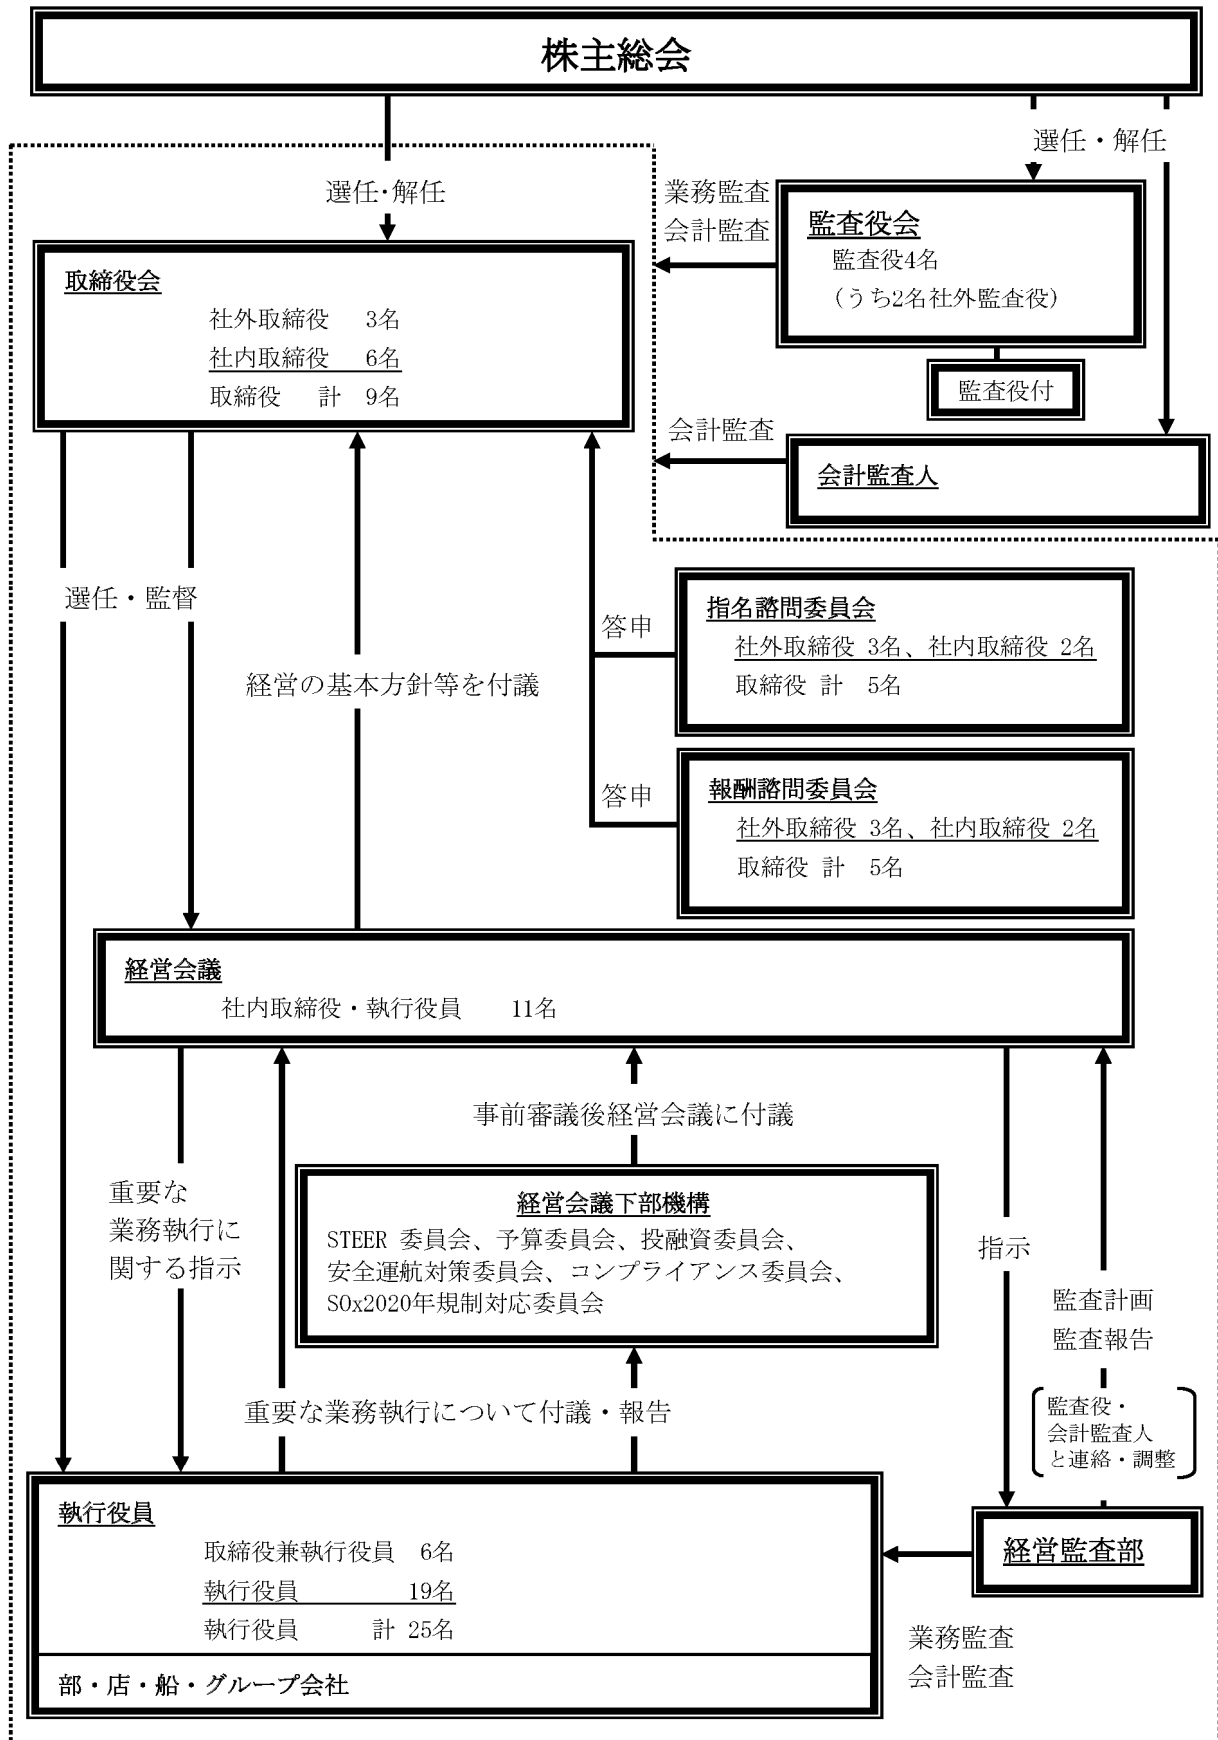 株主総会
選任・解任
選任・解任
業務監査
会計監査
監査役会
監査役4名
（うち2名社外監査役）
監査役付
取締役会
社外取締役 3名
社内取締役 6名
取締役 計 9名
会計監査
会計監査人
選任・監督
経営の基本方針等を付議
答申
指名諮問委員会
社外取締役 3名、社内取締役 2名
取締役 計 5名
答申
報酬諮問委員会
社外取締役 3名、社内取締役 2名
取締役 計 5名
経営会議
社内取締役・執行役員 11名
事前審議後経営会議に付議
重要な
業務執行に
関する指示
経営会議下部機構
STEER 委員会、予算委員会、投融資委員会、
安全運航対策委員会、コンプライアンス委員会、
SOx2020年規制対応委員会
指示
監査計画
監査報告
監査役・
会計監査人
と連絡・調整
重要な業務執行について付議・報告
執行役員
取締役兼執行役員 6名
執行役員 19名
執行役員 計 25名
部・店・船・グループ会社
経営監査部
業務監査
会計監査